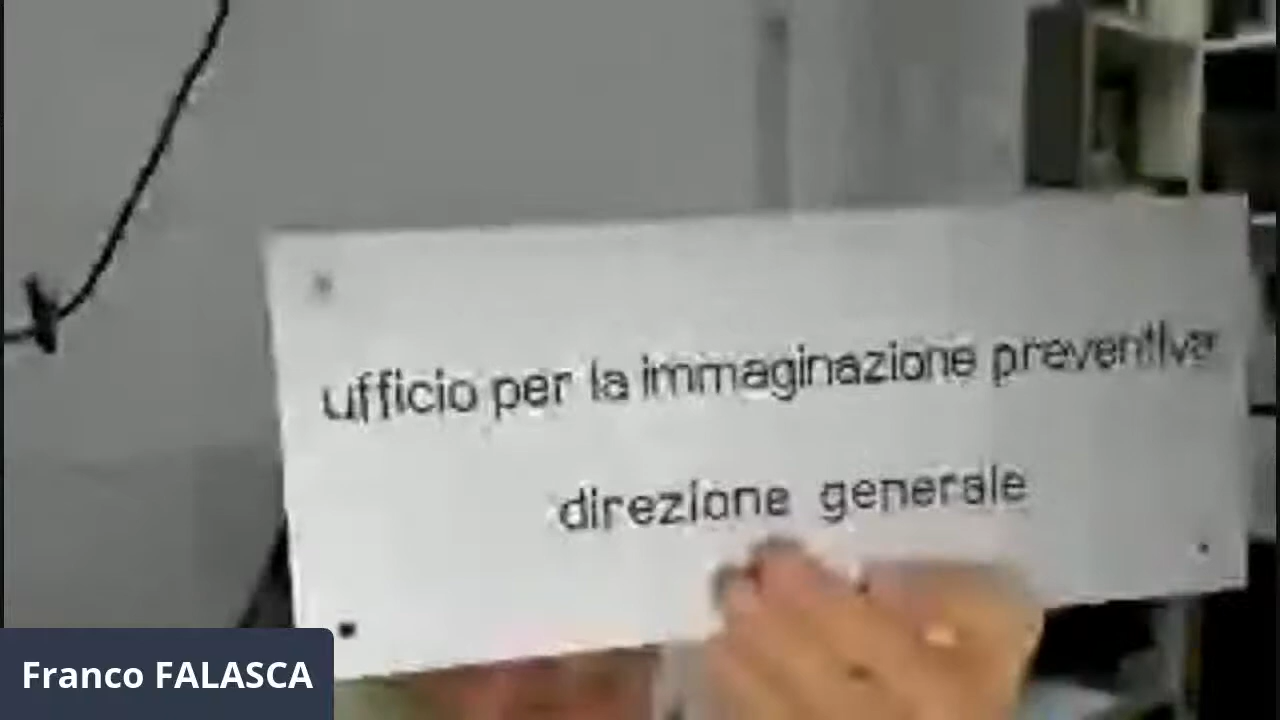 ufficio per la immaginazione preventiva
direzione generale
Franco FALASCA